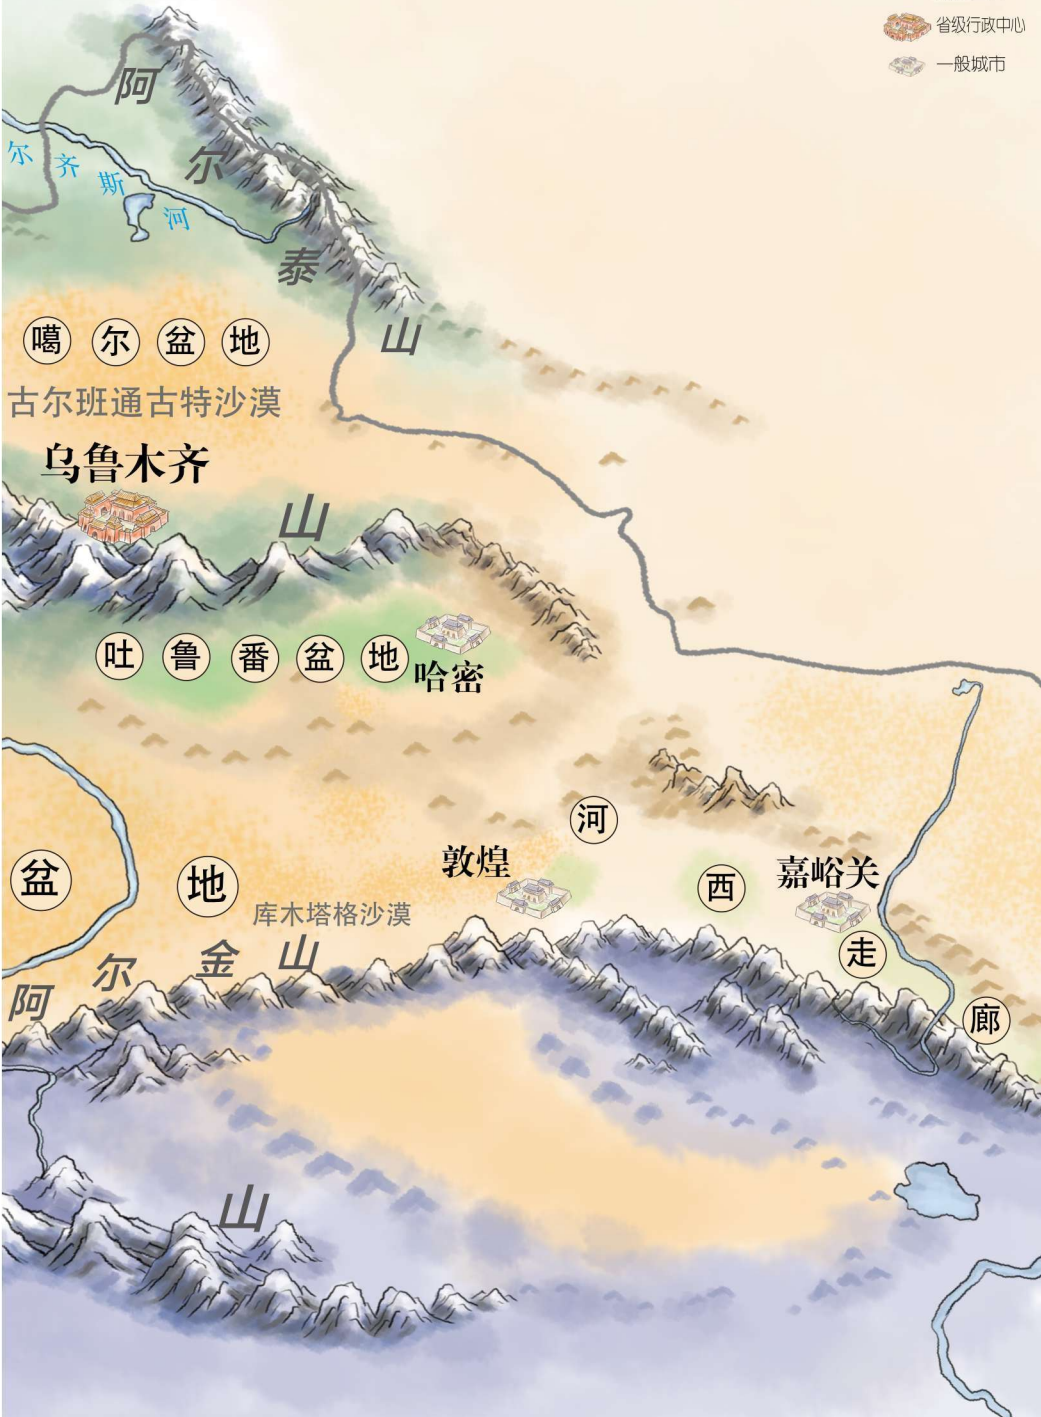 省级行政中心
一般城市
阿尔泰山
尔齐斯河
噶尔盆地
古尔班通古特沙漠
乌鲁木齐
山
吐鲁番盆地
哈密
河西走廊
敦煌
嘉峪关
盆地
库木塔格沙漠
阿尔金山
山